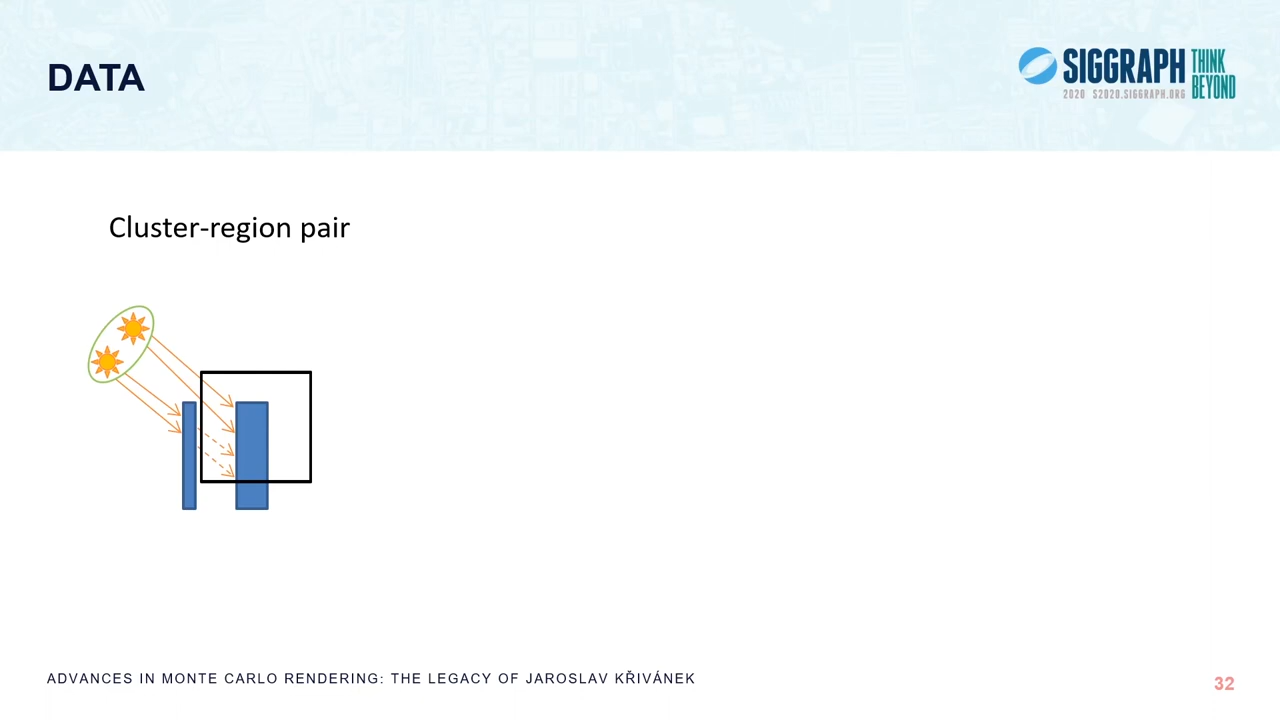 DATA
SIGGRAPH THINK BEYOND
2020 S2020.SIGGRAPH.ORG
Cluster-region pair
ADVANCES IN MONTE CARLO RENDERING: THE LEGACY OF JAROSLAV KŘIVÁNEK
32